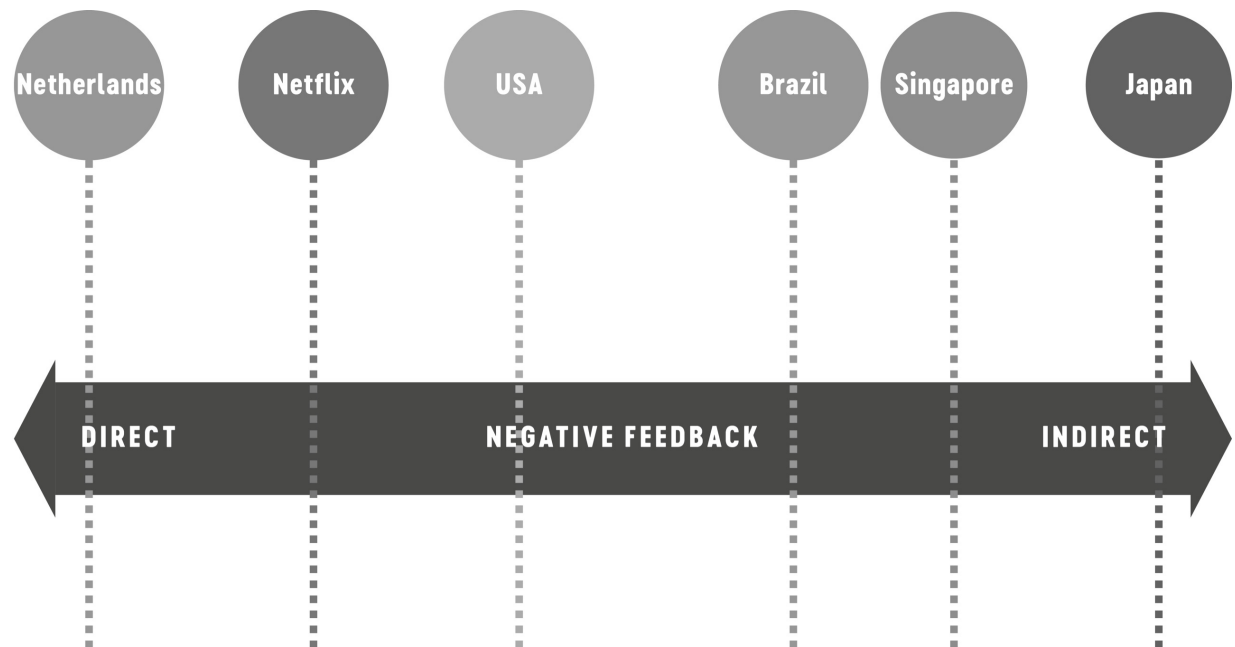 Netherlands Netflix USA Brazil Singapore Japan
DIRECT NEGATIVE FEEDBACK INDIRECT